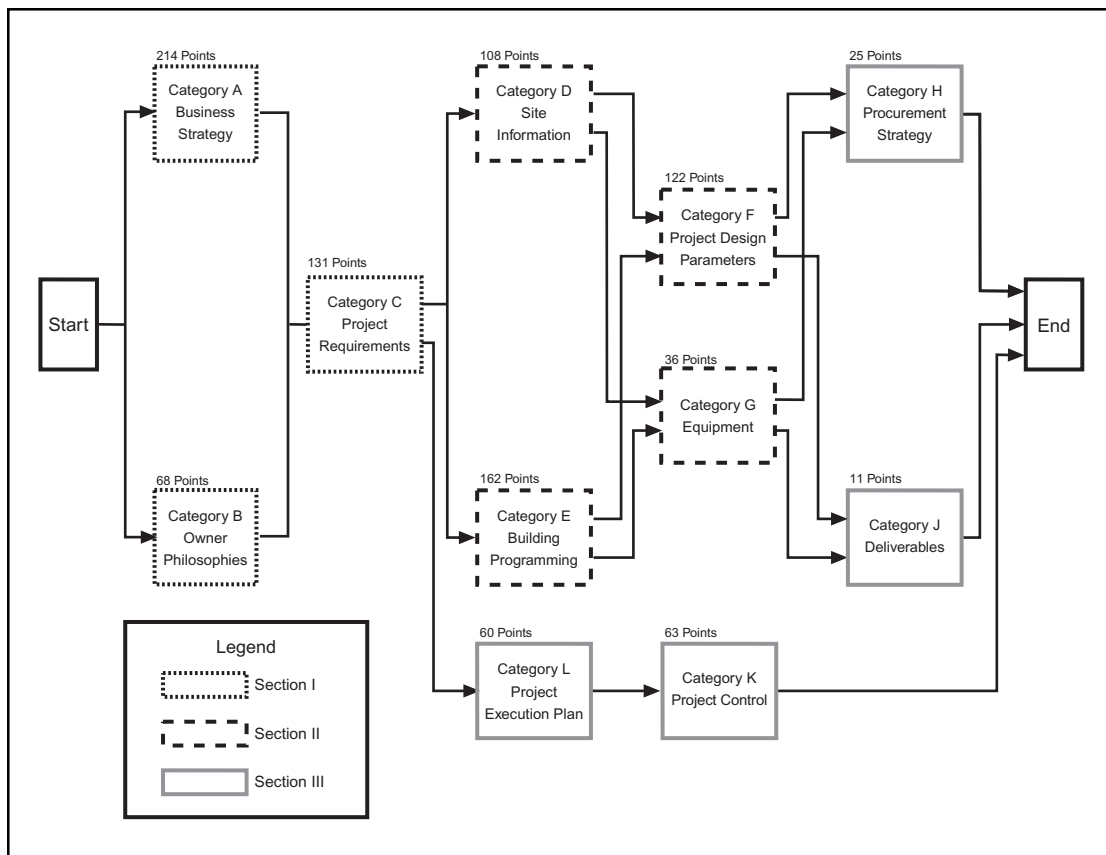 214 Points
Category A
Business
Strategy
108 Points
Category D
Site
Information
25 Points
Category H
Procurement
Strategy
122 Points
Category F
Project Design
Parameters
131 Points
Category C
Project
Requirements
Start
End
36 Points
Category G
Equipment
68 Points
Category B
Owner
Philosophies
162 Points
Category E
Building
Programming
11 Points
Category J
Deliverables
60 Points
Category L
Project
Execution Plan
63 Points
Category K
Project Control
Legend
Section I
Section II
Section III